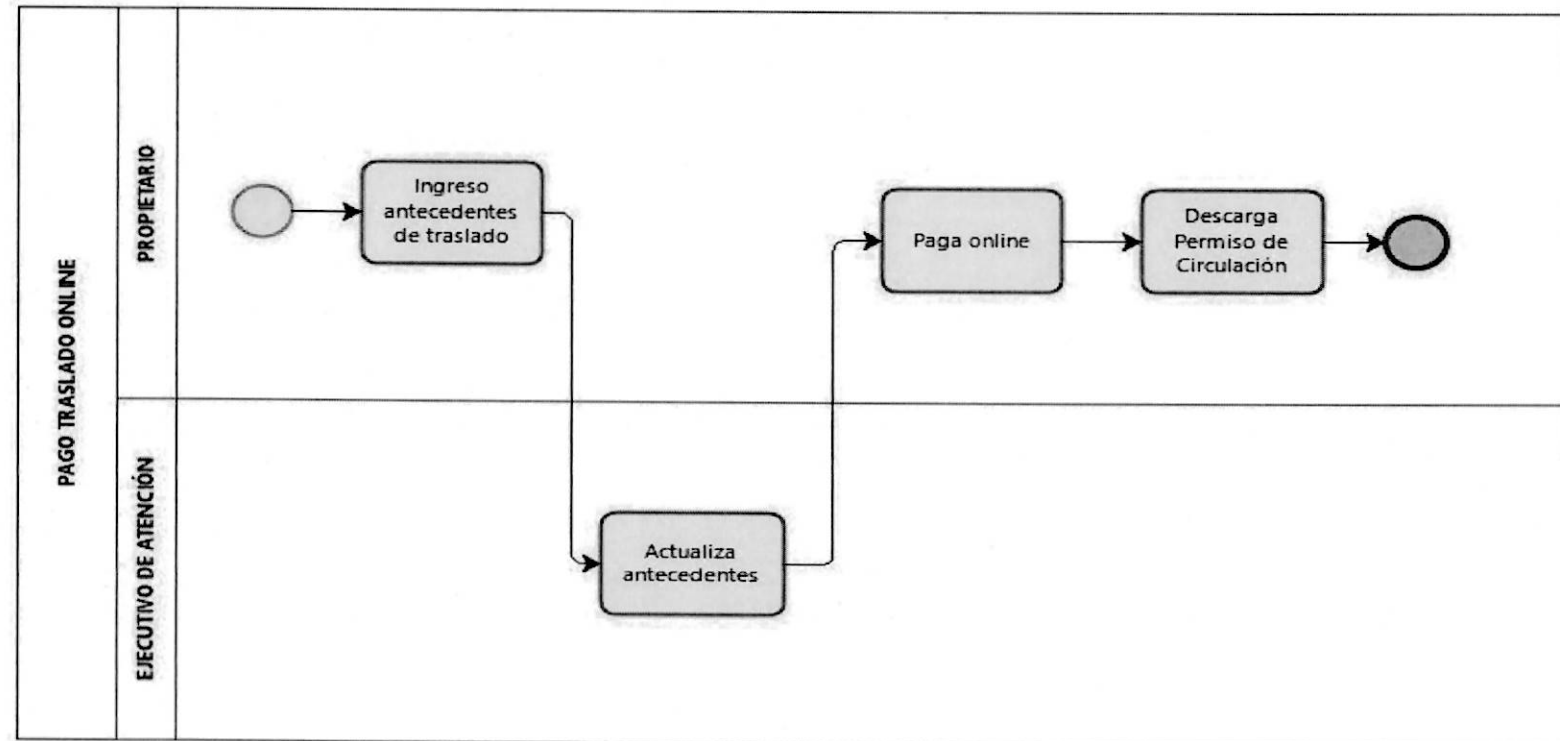 PAGO TRASLADO ONLINE
PROPIETARIO
Ingreso
antecedentes
de traslado
Paga online
Descarga
Permiso de
Circulación
EJECUTIVO DE ATENCIÓN
Actualiza
antecedentes